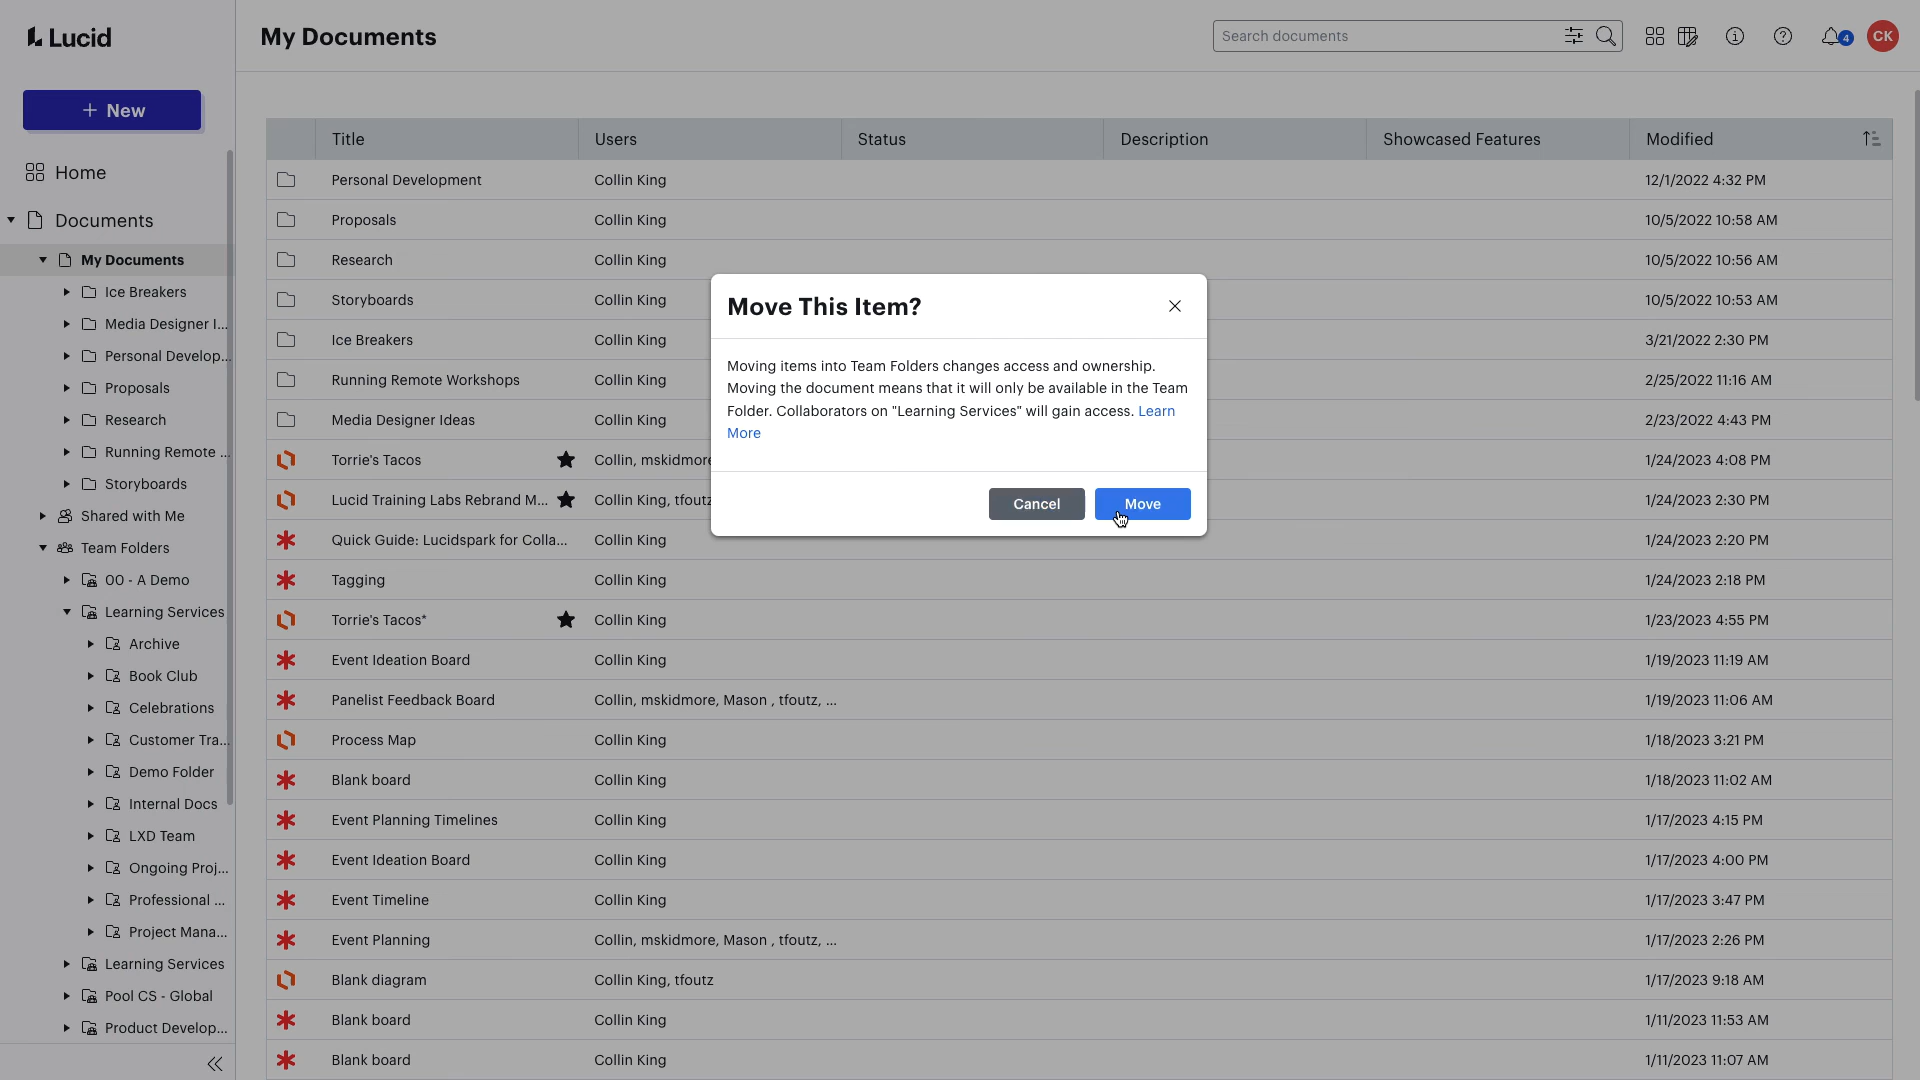 Lucid
My Documents
Search documents
4
CK
+ New
Home
Documents
My Documents
Ice Breakers
Media Designer I...
Personal Develop...
Proposals
Research
Running Remote ...
Storyboards
Shared with Me
Team Folders
00 - A Demo
Learning Services
Archive
Book Club
Celebrations
Customer Tra...
Demo Folder
Internal Docs
LXD Team
Ongoing Proj...
Professional ...
Project Mana...
Learning Services
Pool CS - Global
Product Develop...
Title Users Status Description Showcased Features Modified
Personal Development Collin King 12/1/2022 4:32 PM
Proposals Collin King 10/5/2022 10:58 AM
Research Collin King 10/5/2022 10:56 AM
Storyboards Collin King 10/5/2022 10:53 AM
Ice Breakers Collin King 3/21/2022 2:30 PM
Running Remote Workshops Collin King 2/25/2022 11:16 AM
Media Designer Ideas Collin King 2/23/2022 4:43 PM
Torrie's Tacos Collin, mskidmore 1/24/2023 4:08 PM
Lucid Training Labs Rebrand M... Collin King, tfoutz 1/24/2023 2:30 PM
Quick Guide: Lucidspark for Colla... Collin King 1/24/2023 2:20 PM
Tagging Collin King 1/24/2023 2:18 PM
Torrie's Tacos* Collin King 1/23/2023 4:55 PM
Event Ideation Board Collin King 1/19/2023 11:19 AM
Panelist Feedback Board Collin, mskidmore, Mason , tfoutz, ... 1/19/2023 11:06 AM
Process Map Collin King 1/18/2023 3:21 PM
Blank board Collin King 1/18/2023 11:02 AM
Event Planning Timelines Collin King 1/17/2023 4:15 PM
Event Ideation Board Collin King 1/17/2023 4:00 PM
Event Timeline Collin King 1/17/2023 3:47 PM
Event Planning Collin, mskidmore, Mason , tfoutz, ... 1/17/2023 2:26 PM
Blank diagram Collin King, tfoutz 1/17/2023 9:18 AM
Blank board Collin King 1/11/2023 11:53 AM
Blank board Collin King 1/11/2023 11:07 AM
Move This Item?
Moving items into Team Folders changes access and ownership.
Moving the document means that it will only be available in the Team
Folder. Collaborators on "Learning Services" will gain access. Learn
More
Cancel Move